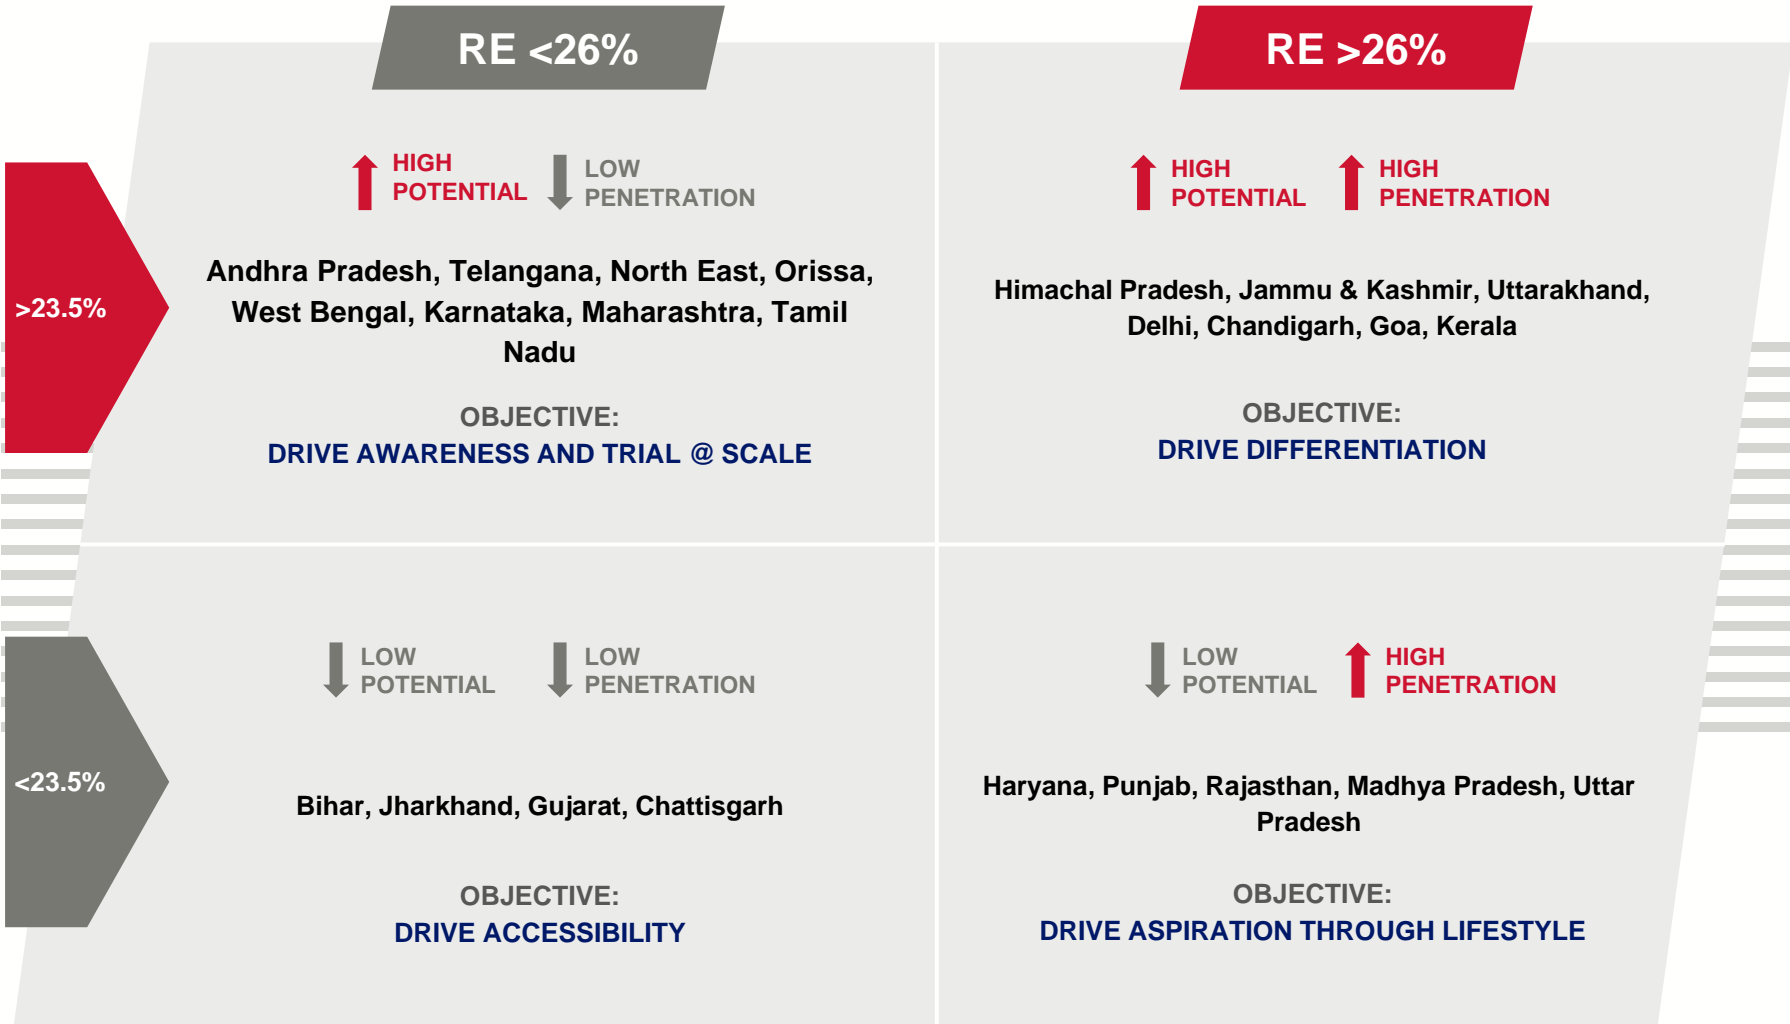 RE <26%
RE >26%
>23.5%
HIGH
POTENTIAL
LOW
PENETRATION
Andhra Pradesh, Telangana, North East, Orissa,
West Bengal, Karnataka, Maharashtra, Tamil
Nadu
OBJECTIVE:
DRIVE AWARENESS AND TRIAL @ SCALE
HIGH
POTENTIAL
HIGH
PENETRATION
Himachal Pradesh, Jammu & Kashmir, Uttarakhand,
Delhi, Chandigarh, Goa, Kerala
OBJECTIVE:
DRIVE DIFFERENTIATION
<23.5%
LOW
POTENTIAL
LOW
PENETRATION
Bihar, Jharkhand, Gujarat, Chattisgarh
OBJECTIVE:
DRIVE ACCESSIBILITY
LOW
POTENTIAL
HIGH
PENETRATION
Haryana, Punjab, Rajasthan, Madhya Pradesh, Uttar
Pradesh
OBJECTIVE:
DRIVE ASPIRATION THROUGH LIFESTYLE